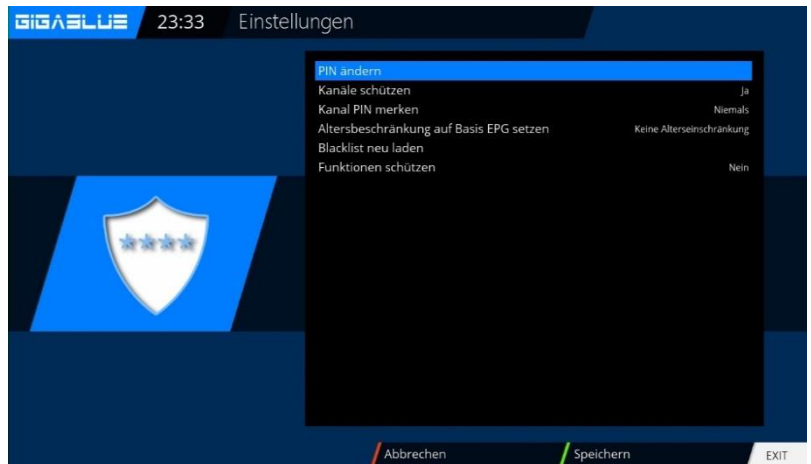 GIGABLUE 23:33 Einstellungen
PIN ändern
Kanäle schützen Ja
Kanal PIN merken Niemals
Altersbeschränkung auf Basis EPG setzen Keine Alterseinschränkung
Blacklist neu laden
Funktionen schützen Nein
****
Abbrechen Speichern EXIT